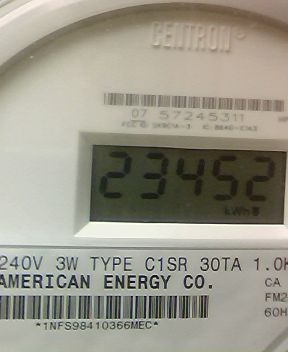 CENTRON®
07 57245311
23452
kWh
240V 3W TYPE C1SR 30TA 1.0K
AMERICAN ENERGY CO. CA
FM2
60H
*1NFS98410366MEC*